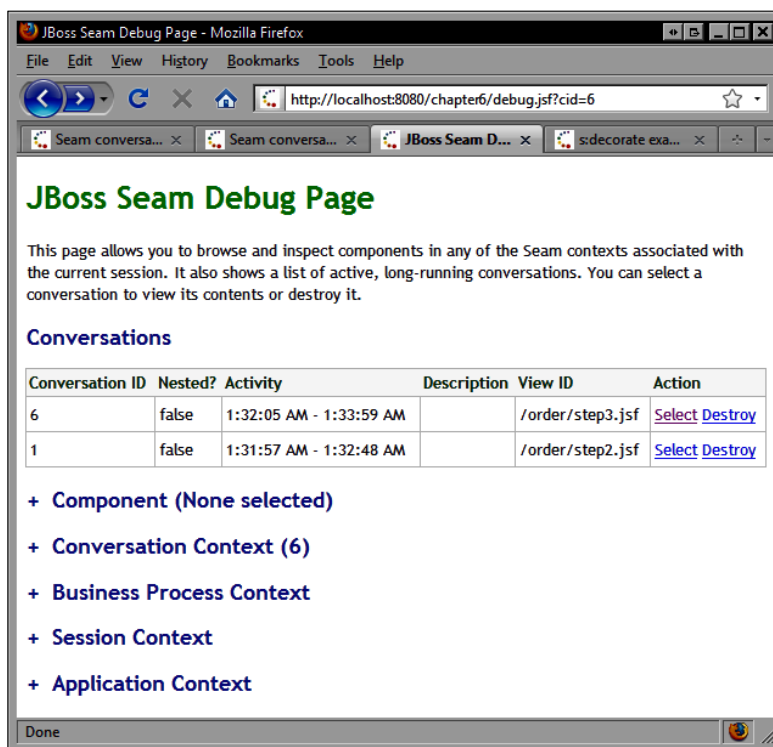 JBoss Seam Debug Page - Mozilla Firefox
File Edit View History Bookmarks Tools Help
http://localhost:8080/chapter6/debug.jsf?cid=6
Seam conversa... Seam conversa... JBoss Seam D... s:decorate exa...
JBoss Seam Debug Page
This page allows you to browse and inspect components in any of the Seam contexts associated with
the current session. It also shows a list of active, long-running conversations. You can select a
conversation to view its contents or destroy it.
Conversations
Conversation ID Nested? Activity Description View ID Action
6 false 1:32:05 AM - 1:33:59 AM /order/step3.jsf Select Destroy
1 false 1:31:57 AM - 1:32:48 AM /order/step2.jsf Select Destroy
+ Component (None selected)
+ Conversation Context (6)
+ Business Process Context
+ Session Context
+ Application Context
Done